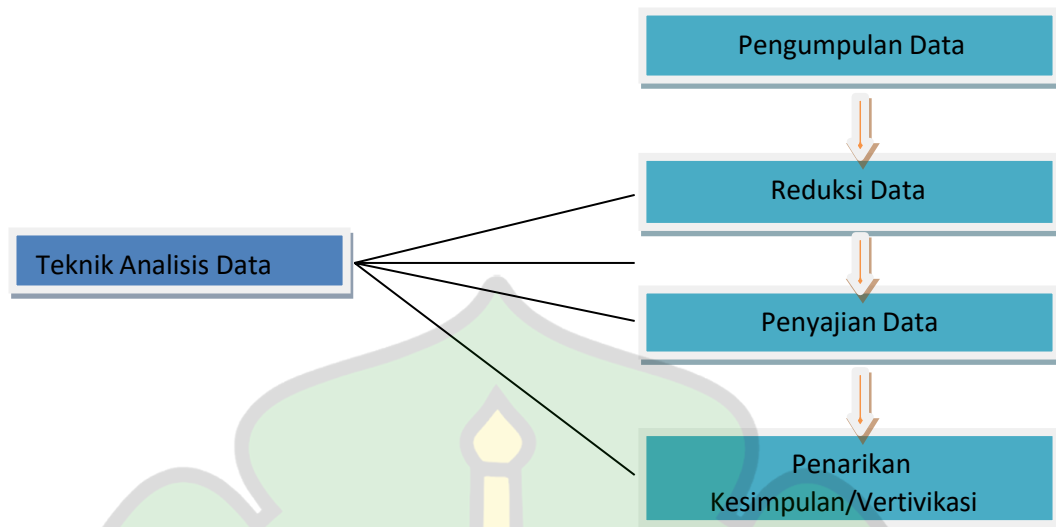 Pengumpulan Data
Reduksi Data
Teknik Analisis Data
Penyajian Data
Penarikan
Kesimpulan/Vertivikasi